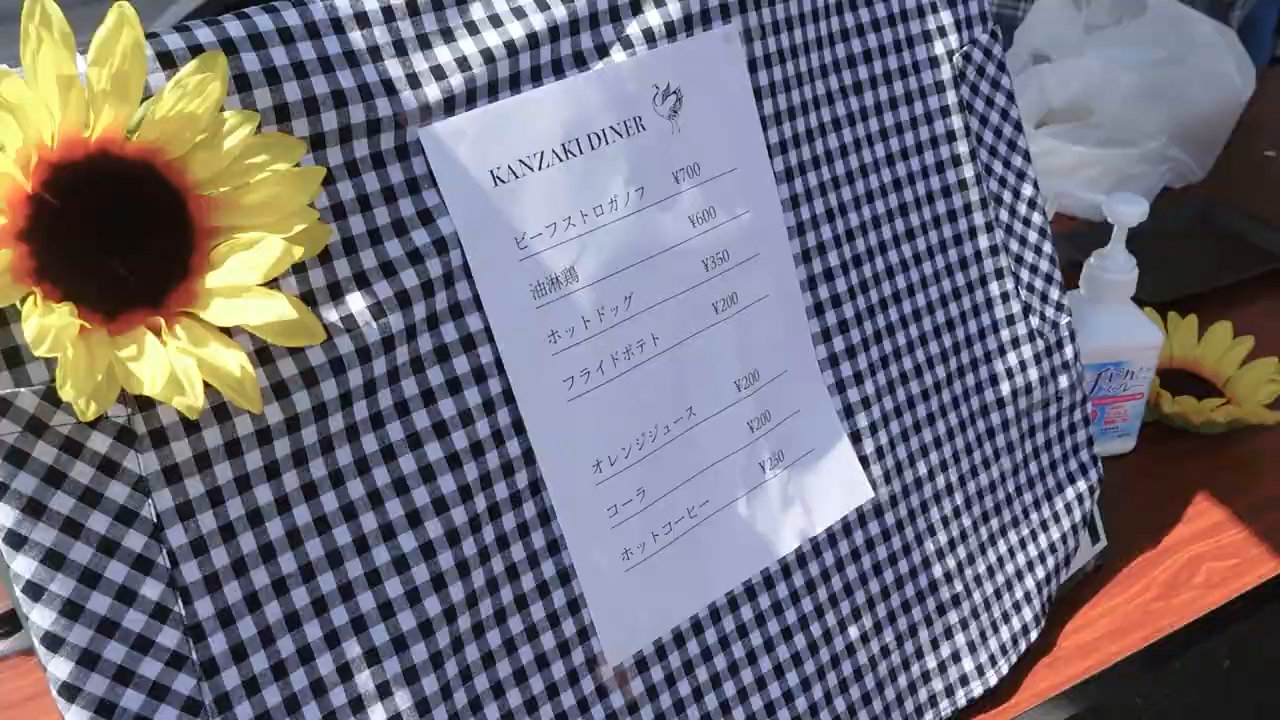 KANZAKI DINER
ビーフストロガノフ ¥700
油淋鶏 ¥600
ホットドッグ ¥350
フライドポテト ¥200
オレンジジュース ¥200
コーラ ¥200
ホットコーヒー ¥250